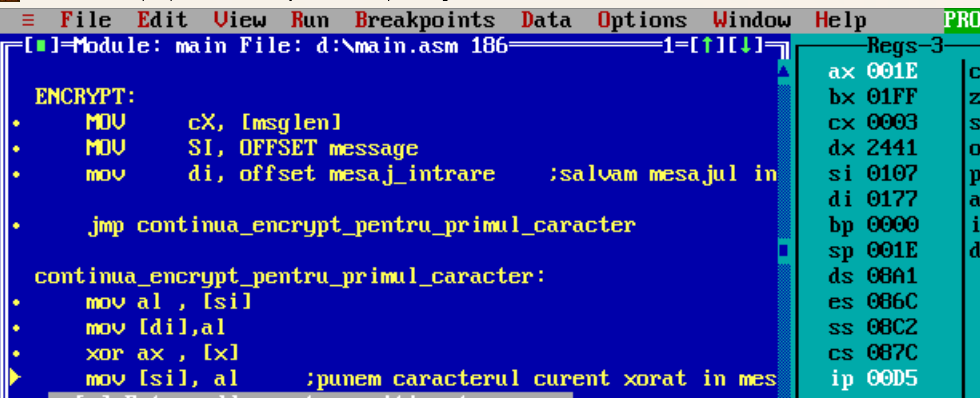 ≡ File Edit View Run Breakpoints Data Options Window Help PRO
[■]=Module: main File: d:\main.asm 186 1=[↑][↓]
ENCRYPT:
MOV cX, [msglen]
MOV SI, OFFSET message
mov di, offset mesaj_intrare ;salvam mesajul in
jmp continua_encrypt_pentru_primul_caracter
continua_encrypt_pentru_primul_caracter:
mov al , [si]
mov [di],al
xor ax , [x]
mov [si], al ;punem caracterul curent xorat in mes
Regs-3
ax 001E c
bx 01FF z
cx 0003 s
dx 2441 o
si 0107 p
di 0177 a
bp 0000 i
sp 001E d
ds 08A1
es 086C
ss 08C2
cs 087C
ip 00D5